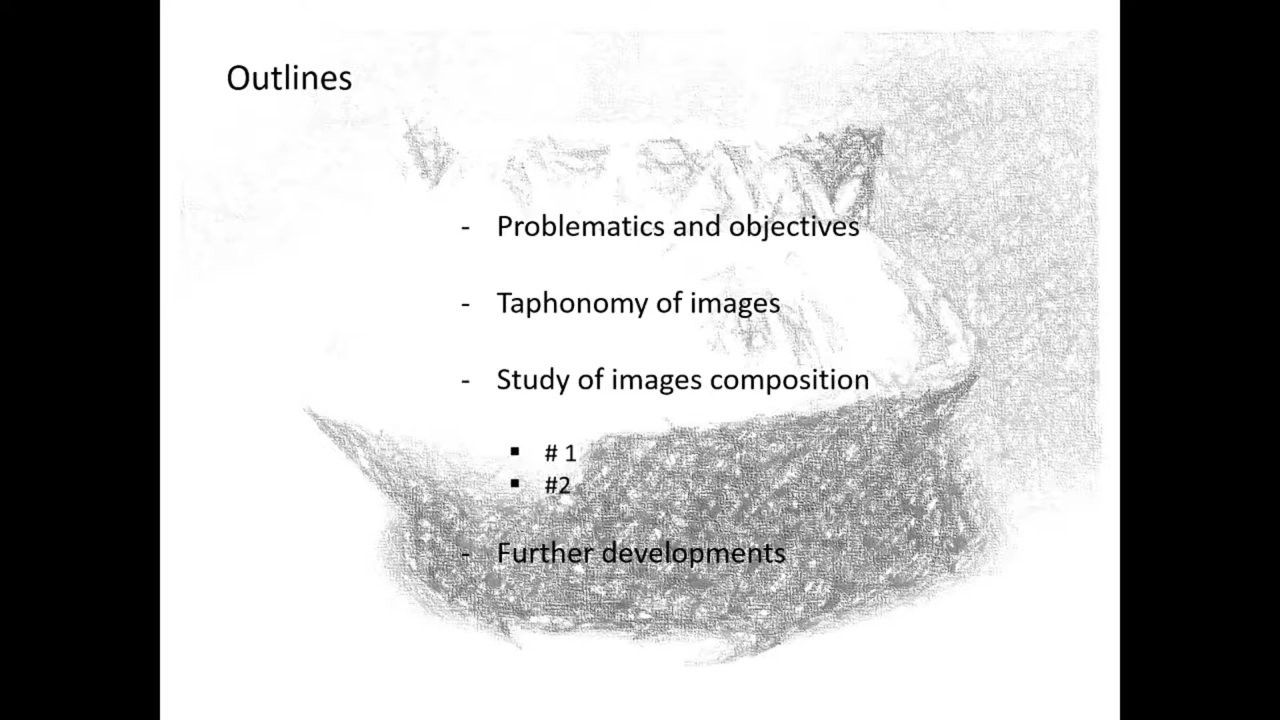 Outlines
- Problematics and objectives
- Taphonomy of images
- Study of images composition
▪ # 1
▪ #2
- Further developments